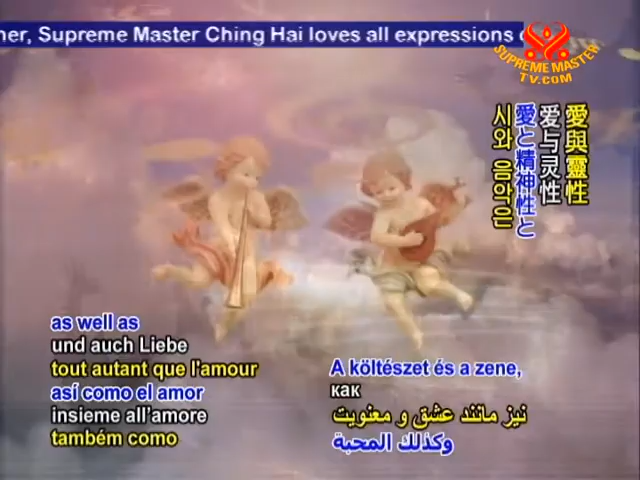 ner, Supreme Master Ching Hai loves all expressions
SUPREME MASTER
TV.COM
愛與靈性
爱与灵性
愛と精神性と
시와 음악은
as well as
und auch Liebe
tout autant que l'amour
así como el amor
insieme all'amore
também como
A költészet és a zene,
как
نیز مانند عشق و معنویت
وكذلك المحبة